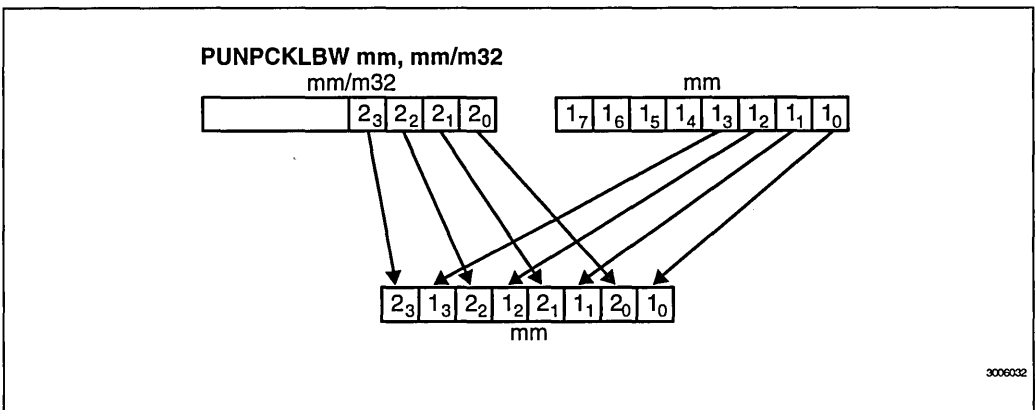 PUNPCKLBW mm, mm/m32
mm/m32 mm
2₃ 2₂ 2₁ 2₀ 1₇ 1₆ 1₅ 1₄ 1₃ 1₂ 1₁ 1₀
2₃ 1₃ 2₂ 1₂ 2₁ 1₁ 2₀ 1₀
mm
3006032